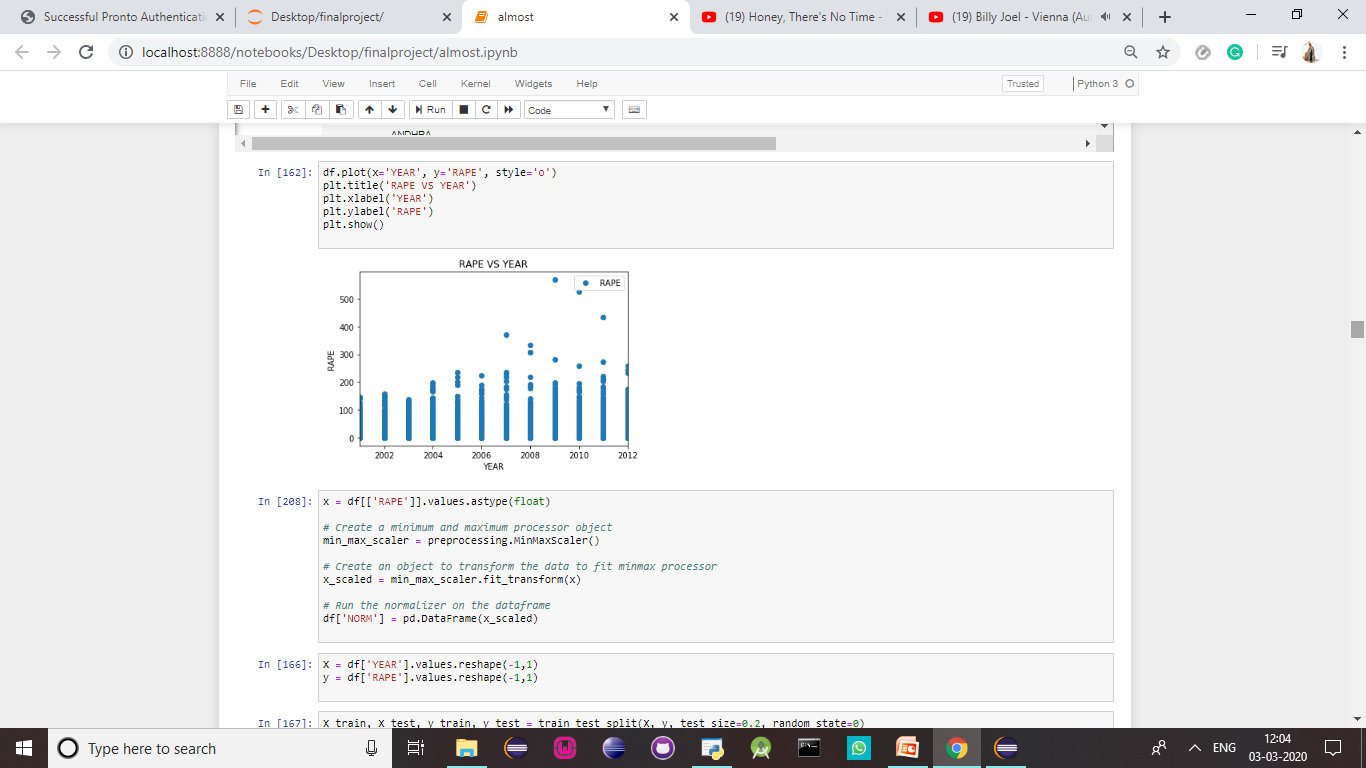 Successful Pronto Authenticati
Desktop/finalproject/
almost
(19) Honey, There's No Time -
(19) Billy Joel - Vienna (Au
localhost:8888/notebooks/Desktop/finalproject/almost.ipynb
File Edit View Insert Cell Kernel Widgets Help
Trusted
Python 3
Run
Code
ANDHRA
In [162]:
df.plot(x='YEAR', y='RAPE', style='o')
plt.title('RAPE VS YEAR')
plt.xlabel('YEAR')
plt.ylabel('RAPE')
plt.show()
RAPE VS YEAR
RAPE
500
400
300
200
100
0
RAPE
2002 2004 2006 2008 2010 2012
YEAR
In [208]:
x = df[['RAPE']].values.astype(float)
# Create a minimum and maximum processor object
min_max_scaler = preprocessing.MinMaxScaler()
# Create an object to transform the data to fit minmax processor
x_scaled = min_max_scaler.fit_transform(x)
# Run the normalizer on the dataframe
df['NORM'] = pd.DataFrame(x_scaled)
In [166]:
X = df['YEAR'].values.reshape(-1,1)
y = df['RAPE'].values.reshape(-1,1)
In [167]:
X_train, X_test, y_train, y_test = train_test_split(X, y, test_size=0.2, random_state=0)
Type here to search
ENG
12:04
03-03-2020